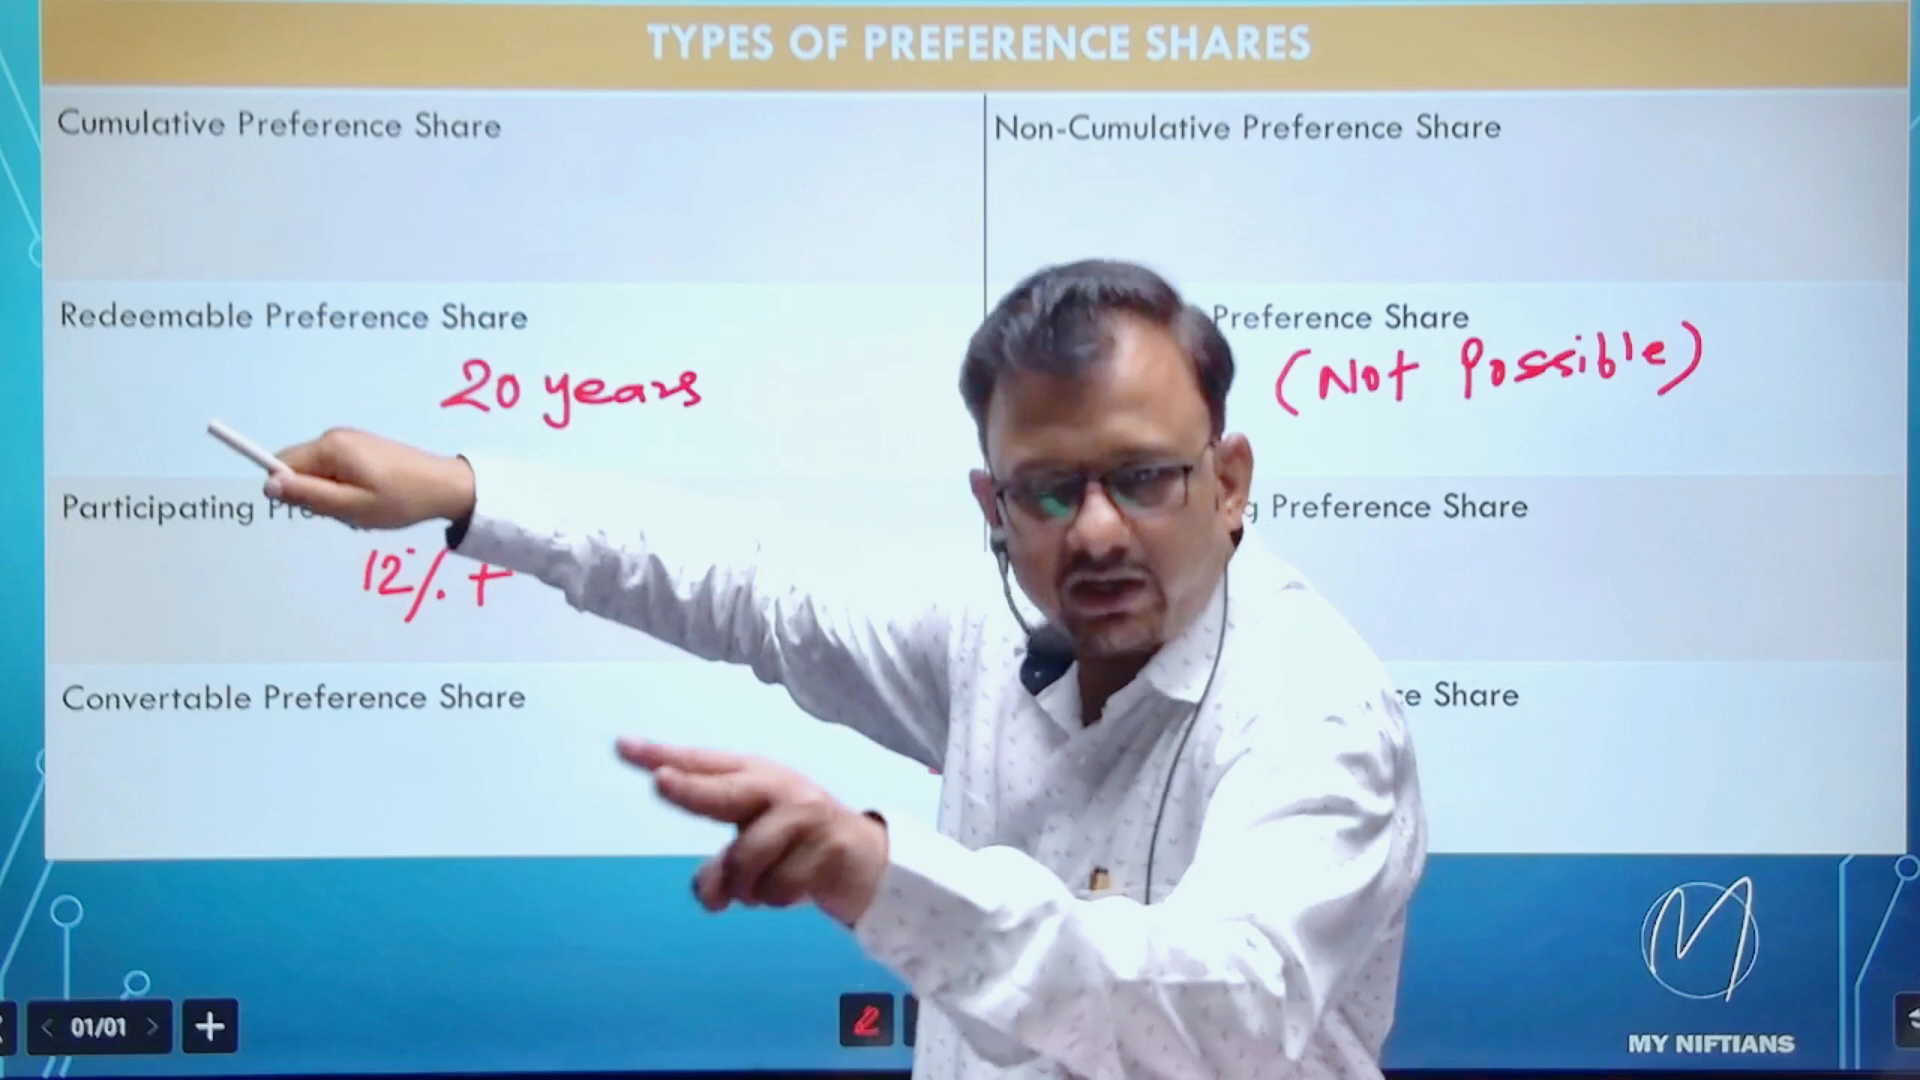 TYPES OF PREFERENCE SHARES
Cumulative Preference Share
Non-Cumulative Preference Share
Redeemable Preference Share
Preference Share
20 years
(Not Possible)
Participating
Preference Share
12% +
Convertable Preference Share
Share
01/01
MY NIFTIANS